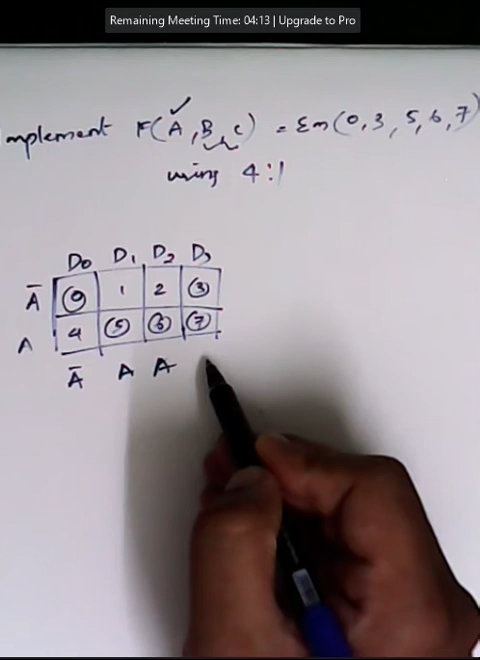 Remaining Meeting Time: 04:13 | Upgrade to Pro
mplement F(A,B,C) = Σm(0,3,5,6,7)
using 4:1
D0 D1 D2 D3
Ā 0 1 2 3
A 4 5 6 7
Ā A A